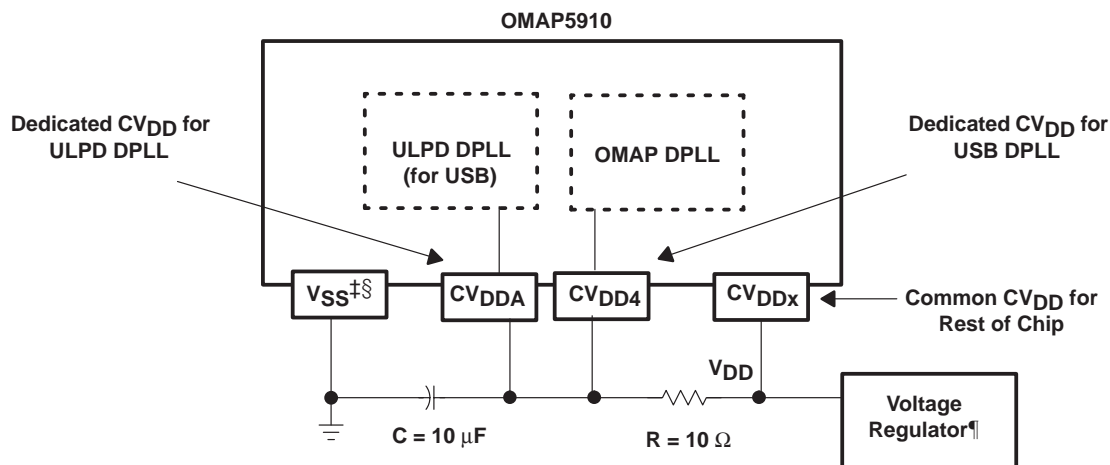 OMAP5910
Dedicated CVDD for
ULPD DPLL
ULPD DPLL
(for USB)
OMAP DPLL
Dedicated CVDD for
USB DPLL
VSS‡§
CVDDA
CVDD4
CVDDx
Common CVDD for
Rest of Chip
VDD
C = 10 μF
R = 10 Ω
Voltage
Regulator¶